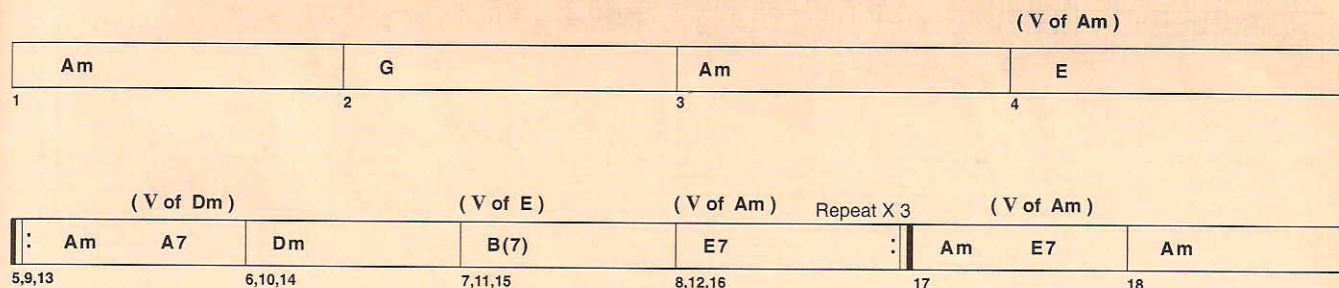 ( V of Am )
Am G Am E
1 2 3 4
( V of Dm ) ( V of E ) ( V of Am ) Repeat X 3 ( V of Am )
: Am A7 Dm B(7) E7 : Am E7 Am
5,9,13 6,10,14 7,11,15 8,12,16 17 18